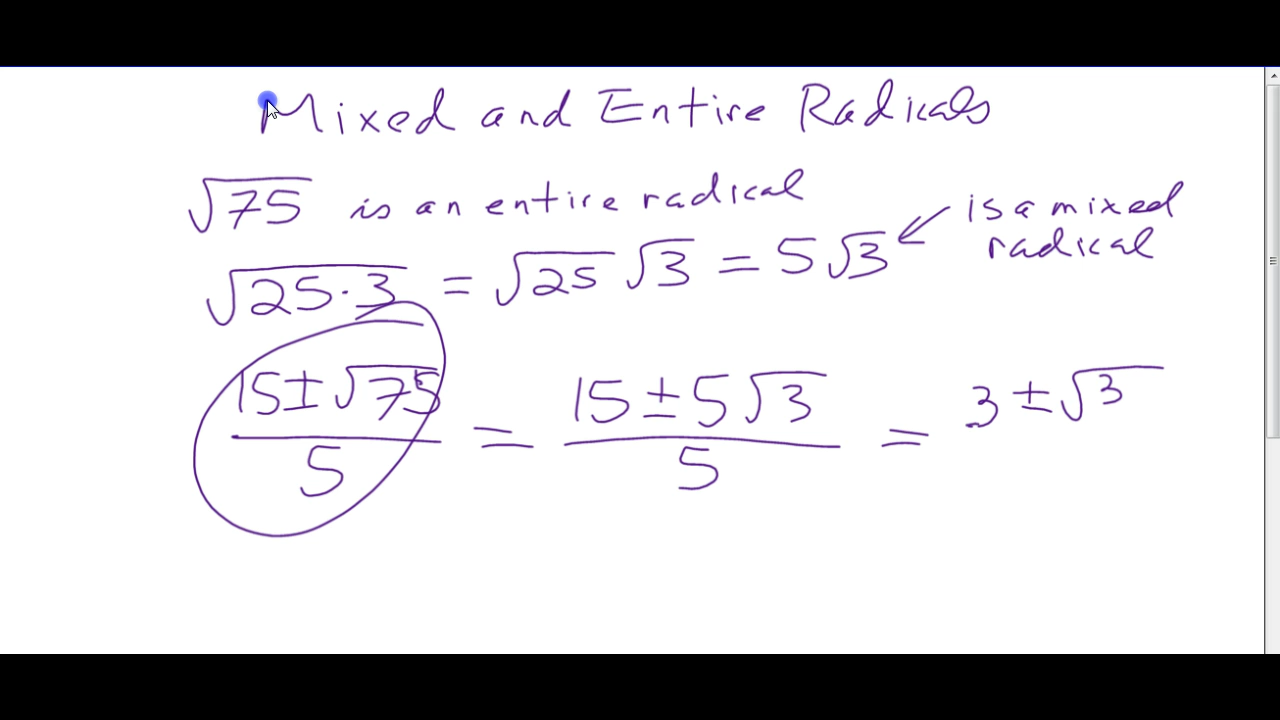 Mixed and Entire Radicals
√75 is an entire radical
√25·3 = √25 √3 = 5√3 is a mixed
radical
15±√75 / 5 = 15±5√3 / 5 = 3±√3